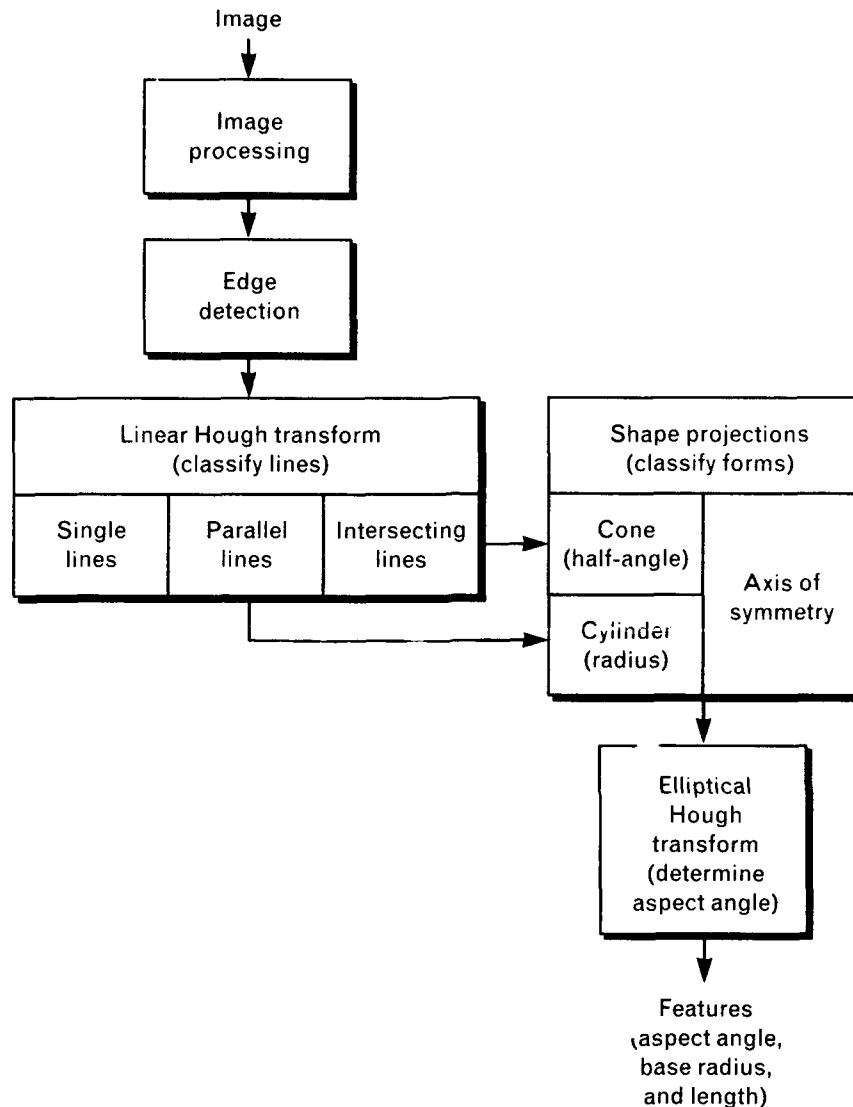 Image
Image
processing
Edge
detection
Linear Hough transform
(classify lines)
Single
lines
Parallel
lines
Intersecting
lines
Shape projections
(classify forms)
Cone
(half-angle)
Cylinder
(radius)
Axis of
symmetry
Elliptical
Hough
transform
(determine
aspect angle)
Features
(aspect angle,
base radius,
and length)